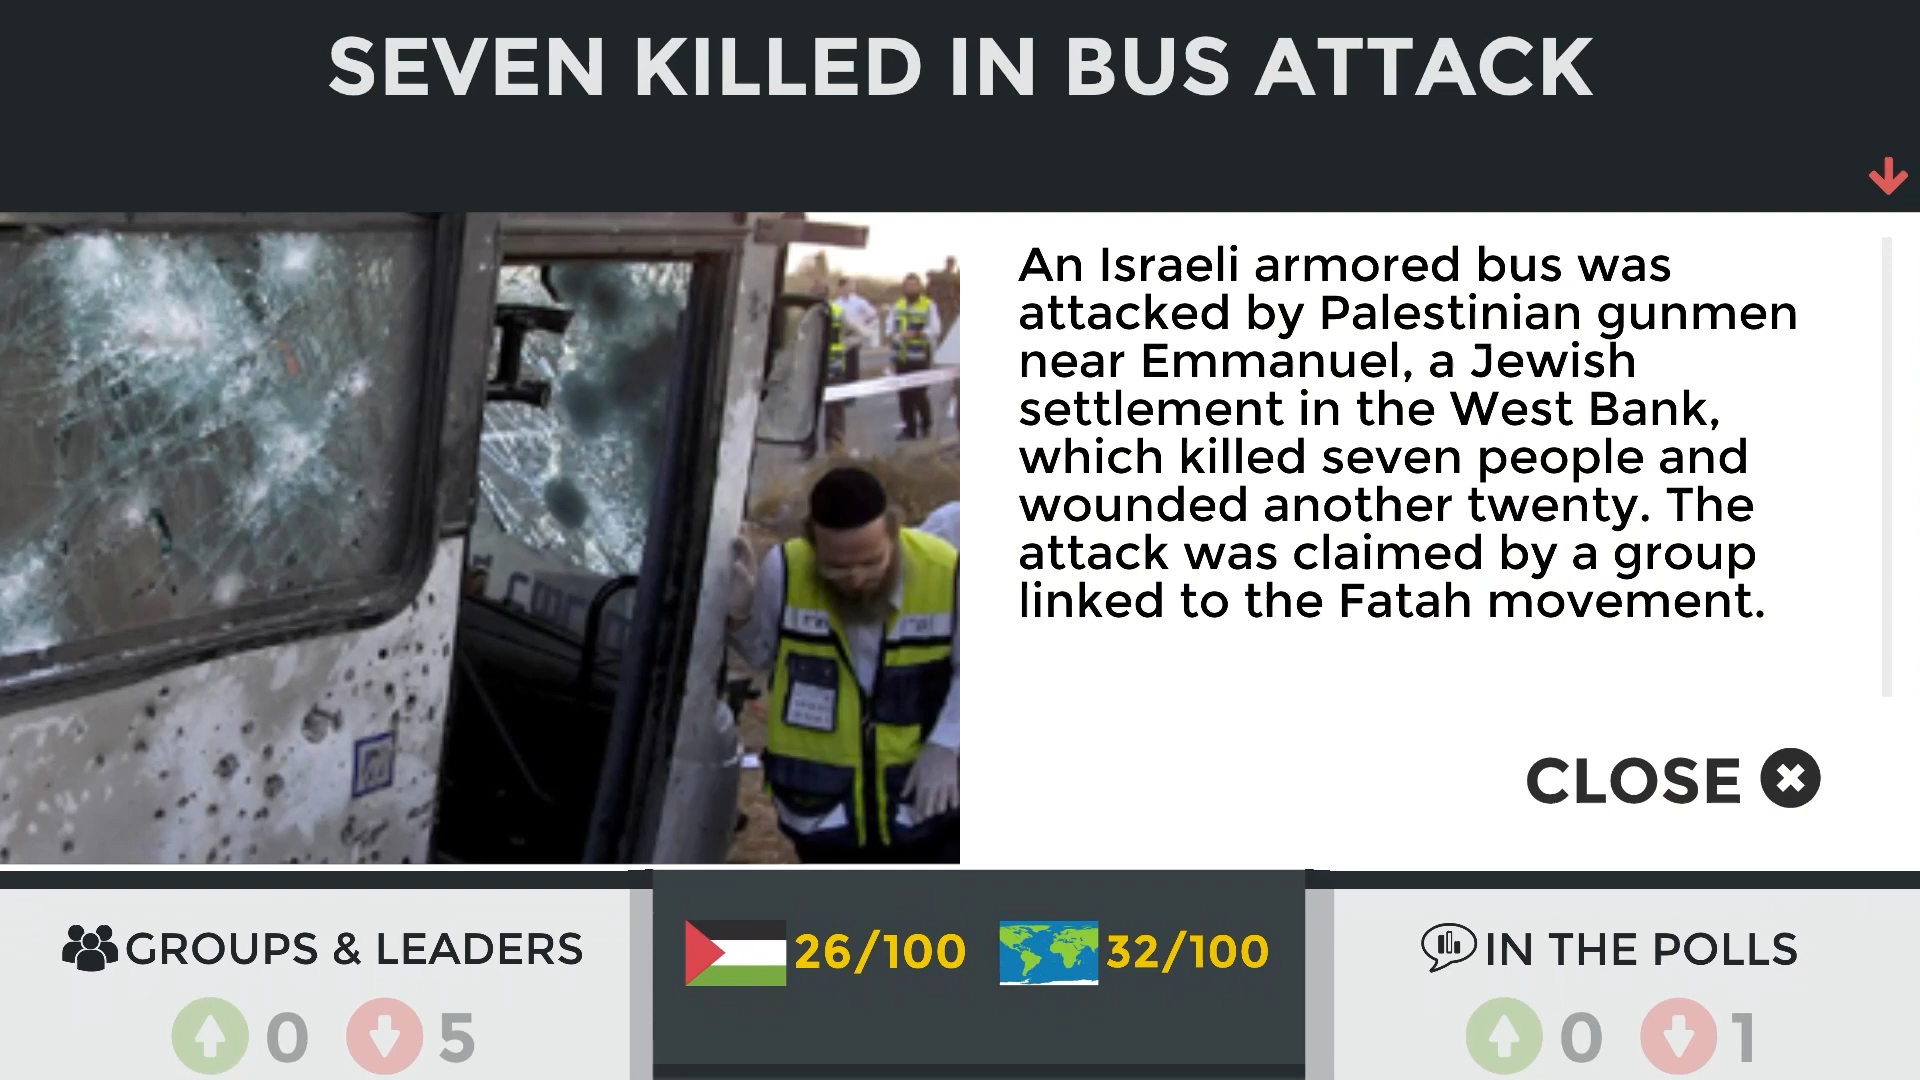 SEVEN KILLED IN BUS ATTACK
An Israeli armored bus was
attacked by Palestinian gunmen
near Emmanuel, a Jewish
settlement in the West Bank,
which killed seven people and
wounded another twenty. The
attack was claimed by a group
linked to the Fatah movement.
CLOSE
GROUPS & LEADERS
0 5
26/100 32/100
IN THE POLLS
0 1